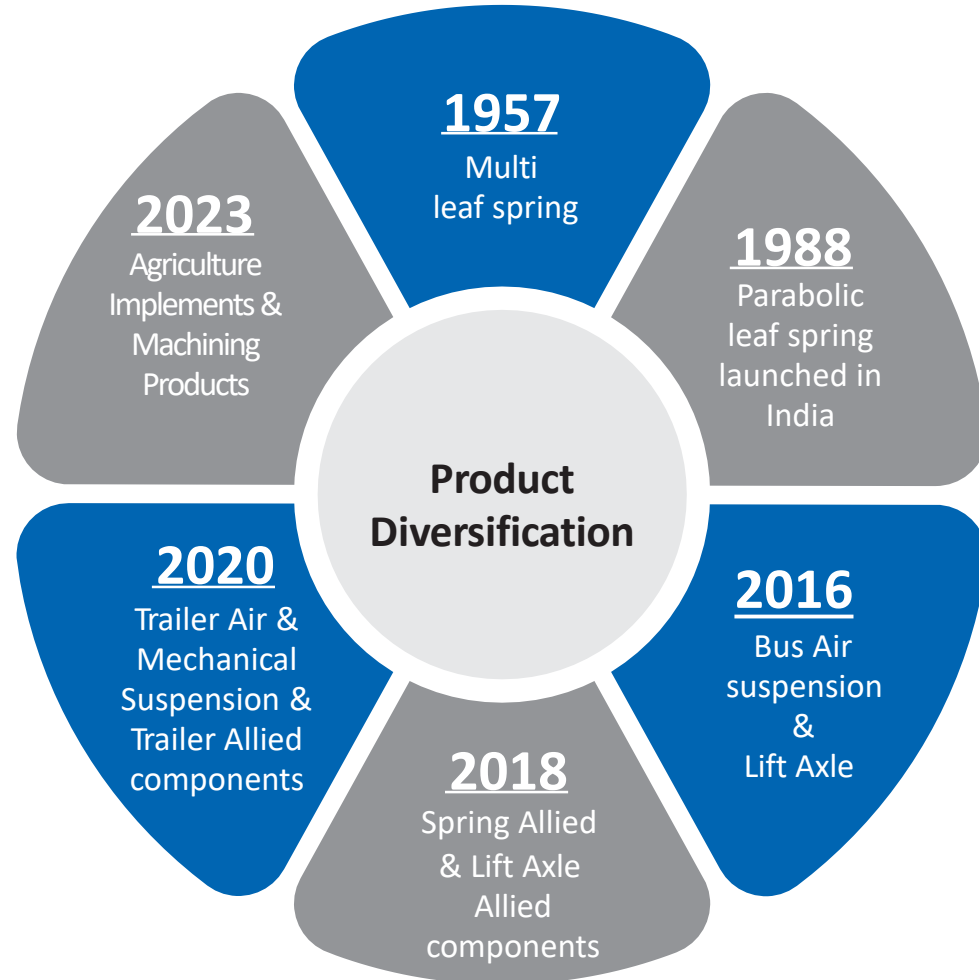 1957
Multi
leaf spring
1988
Parabolic
leaf spring
launched in
India
2016
Bus Air
suspension
&
Lift Axle
2018
Spring Allied
& Lift Axle
Allied
components
2020
Trailer Air &
Mechanical
Suspension &
Trailer Allied
components
2023
Agriculture
Implements &
Machining
Products
Product
Diversification